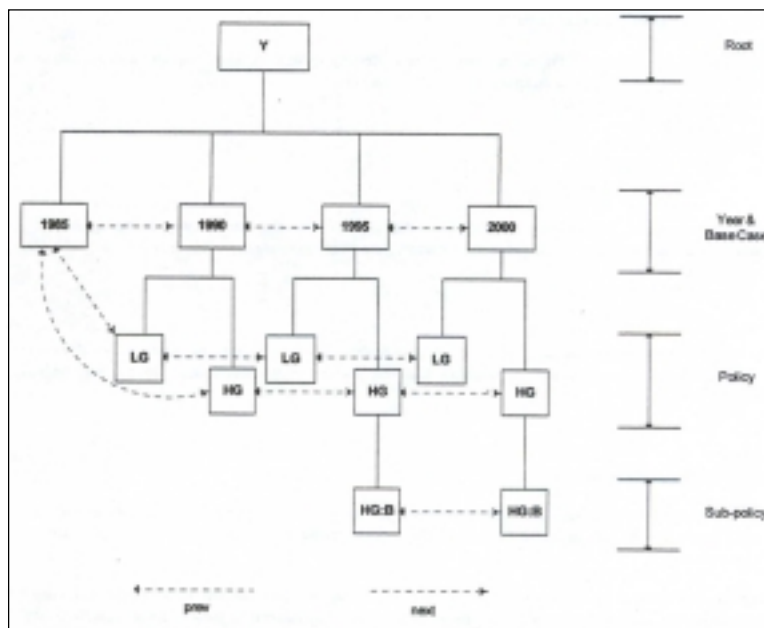 Y
Root
1985
1990
1995
2000
Year &
Base-Case
LG
LG
LG
HG
HG
HG
Policy
HG:B
HG:B
Sub-policy
prev
next